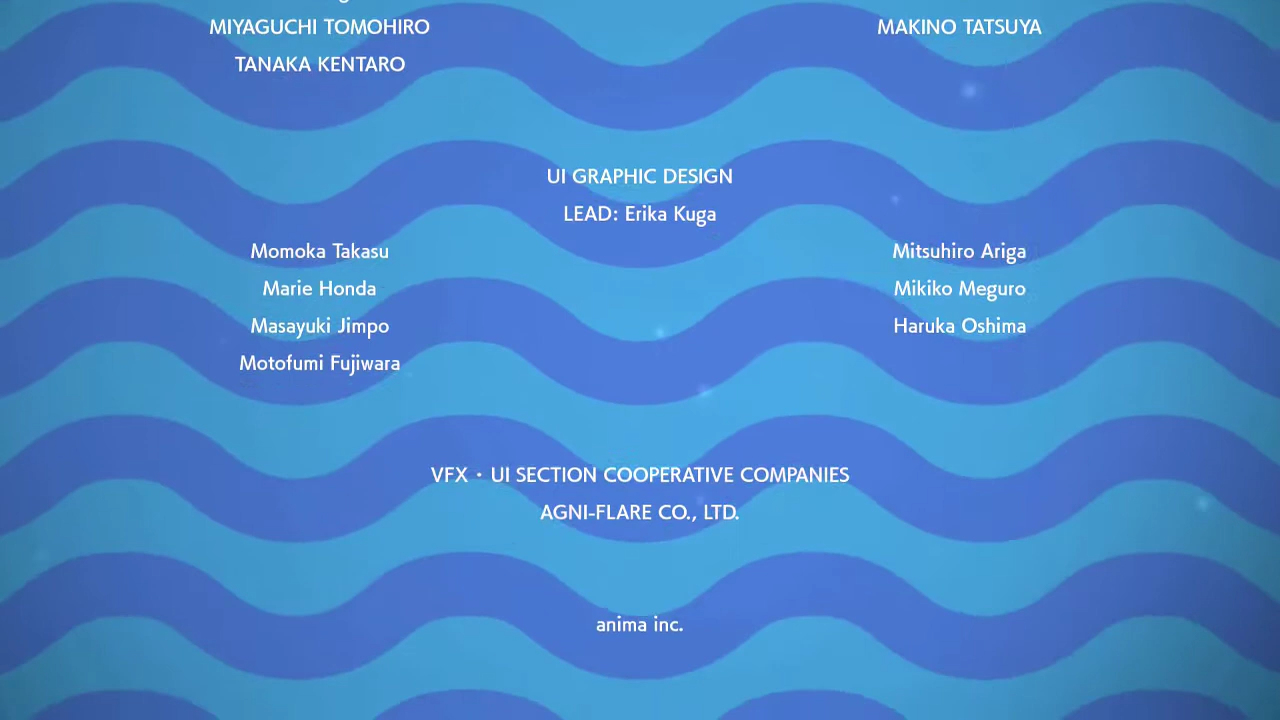 MIYAGUCHI TOMOHIRO
MAKINO TATSUYA
TANAKA KENTARO
UI GRAPHIC DESIGN
LEAD: Erika Kuga
Momoka Takasu
Mitsuhiro Ariga
Marie Honda
Mikiko Meguro
Masayuki Jimpo
Haruka Oshima
Motofumi Fujiwara
VFX・UI SECTION COOPERATIVE COMPANIES
AGNI-FLARE CO., LTD.
anima inc.